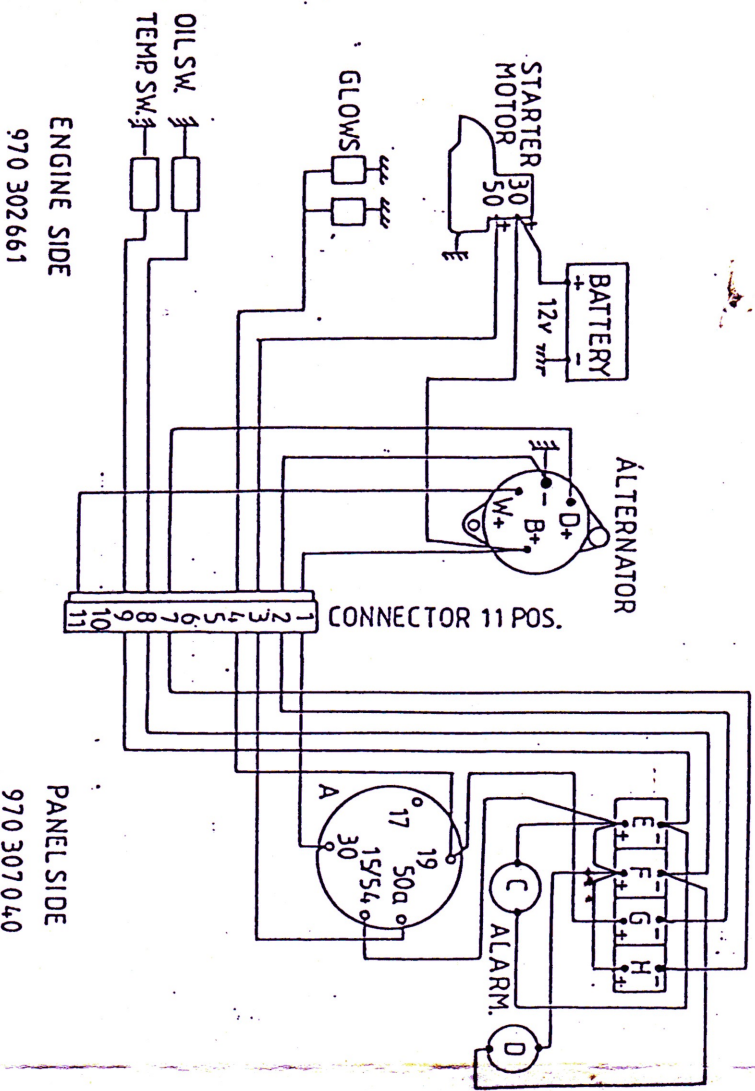 BATTERY
+ -
12V
STARTER
MOTOR
30 +
50 +
GLOWS
OIL SW.
TEMP. SW.
ENGINE SIDE
970 302661
ALTERNATOR
D+
-
B+
W+
CONNECTOR 11 POS.
1
2
3
4
5
6
7
8
9
10
11
- - - -
E F G H
+ + + +
C
ALARM.
D
A
17
19
50a
15/54
30
PANEL SIDE
970 307040